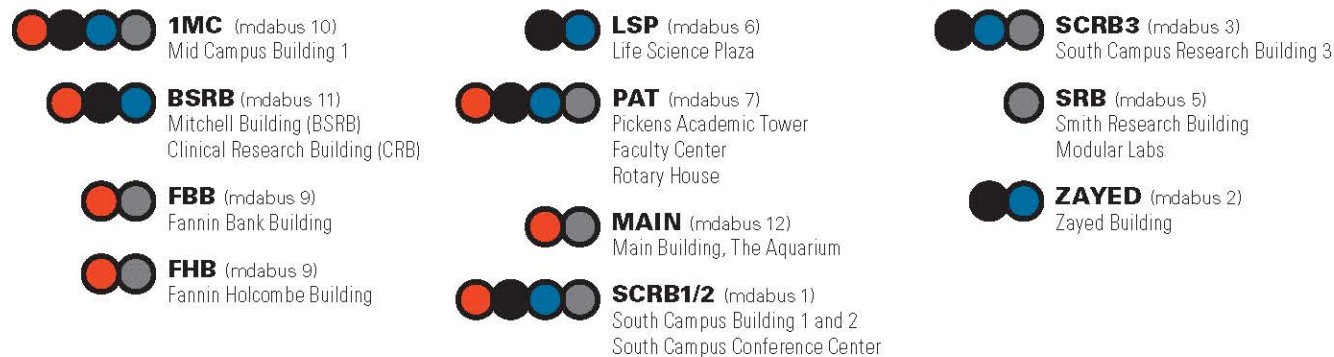 1MC (mdabus 10)
Mid Campus Building 1
BSRB (mdabus 11)
Mitchell Building (BSRB)
Clinical Research Building (CRB)
FBB (mdabus 9)
Fannin Bank Building
FHB (mdabus 9)
Fannin Holcombe Building
LSP (mdabus 6)
Life Science Plaza
PAT (mdabus 7)
Pickens Academic Tower
Faculty Center
Rotary House
MAIN (mdabus 12)
Main Building, The Aquarium
SCRB1/2 (mdabus 1)
South Campus Building 1 and 2
South Campus Conference Center
SCRB3 (mdabus 3)
South Campus Research Building 3
SRB (mdabus 5)
Smith Research Building
Modular Labs
ZAYED (mdabus 2)
Zayed Building